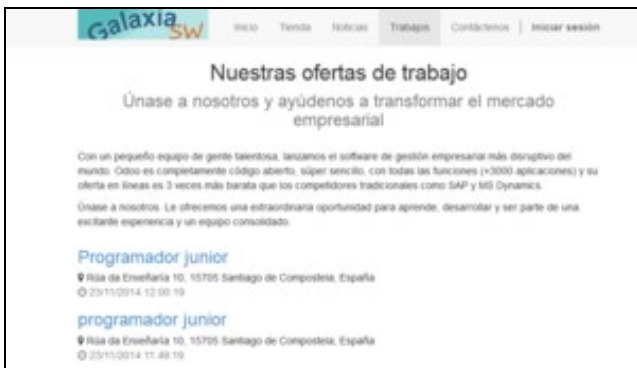 Galaxia sw
Inicio Tienda Noticias Trabajos Contáctenos Iniciar sesión
Nuestras ofertas de trabajo
Únase a nosotros y ayúdenos a transformar el mercado
empresarial
Con un pequeño equipo de gente talentosa, lanzamos el software de gestión empresarial más disruptivo del
mundo. Odoo es completamente código abierto, súper sencillo, con todas las funciones (+3000 aplicaciones) y su
oferta en líneas es 3 veces más barata que los competidores tradicionales como SAP y MS Dynamics.
Únase a nosotros. Le ofrecemos una extraordinaria oportunidad para aprende, desarrollar y ser parte de una
excitante experiencia y un equipo consolidado.
Programador junior
Rúa da 10, 15705 Santiago de Compostela, España
23/11/2014 12:00:19
programador junior
Rúa da 10, 15705 Santiago de Compostela, España
23/11/2014 11:49:19